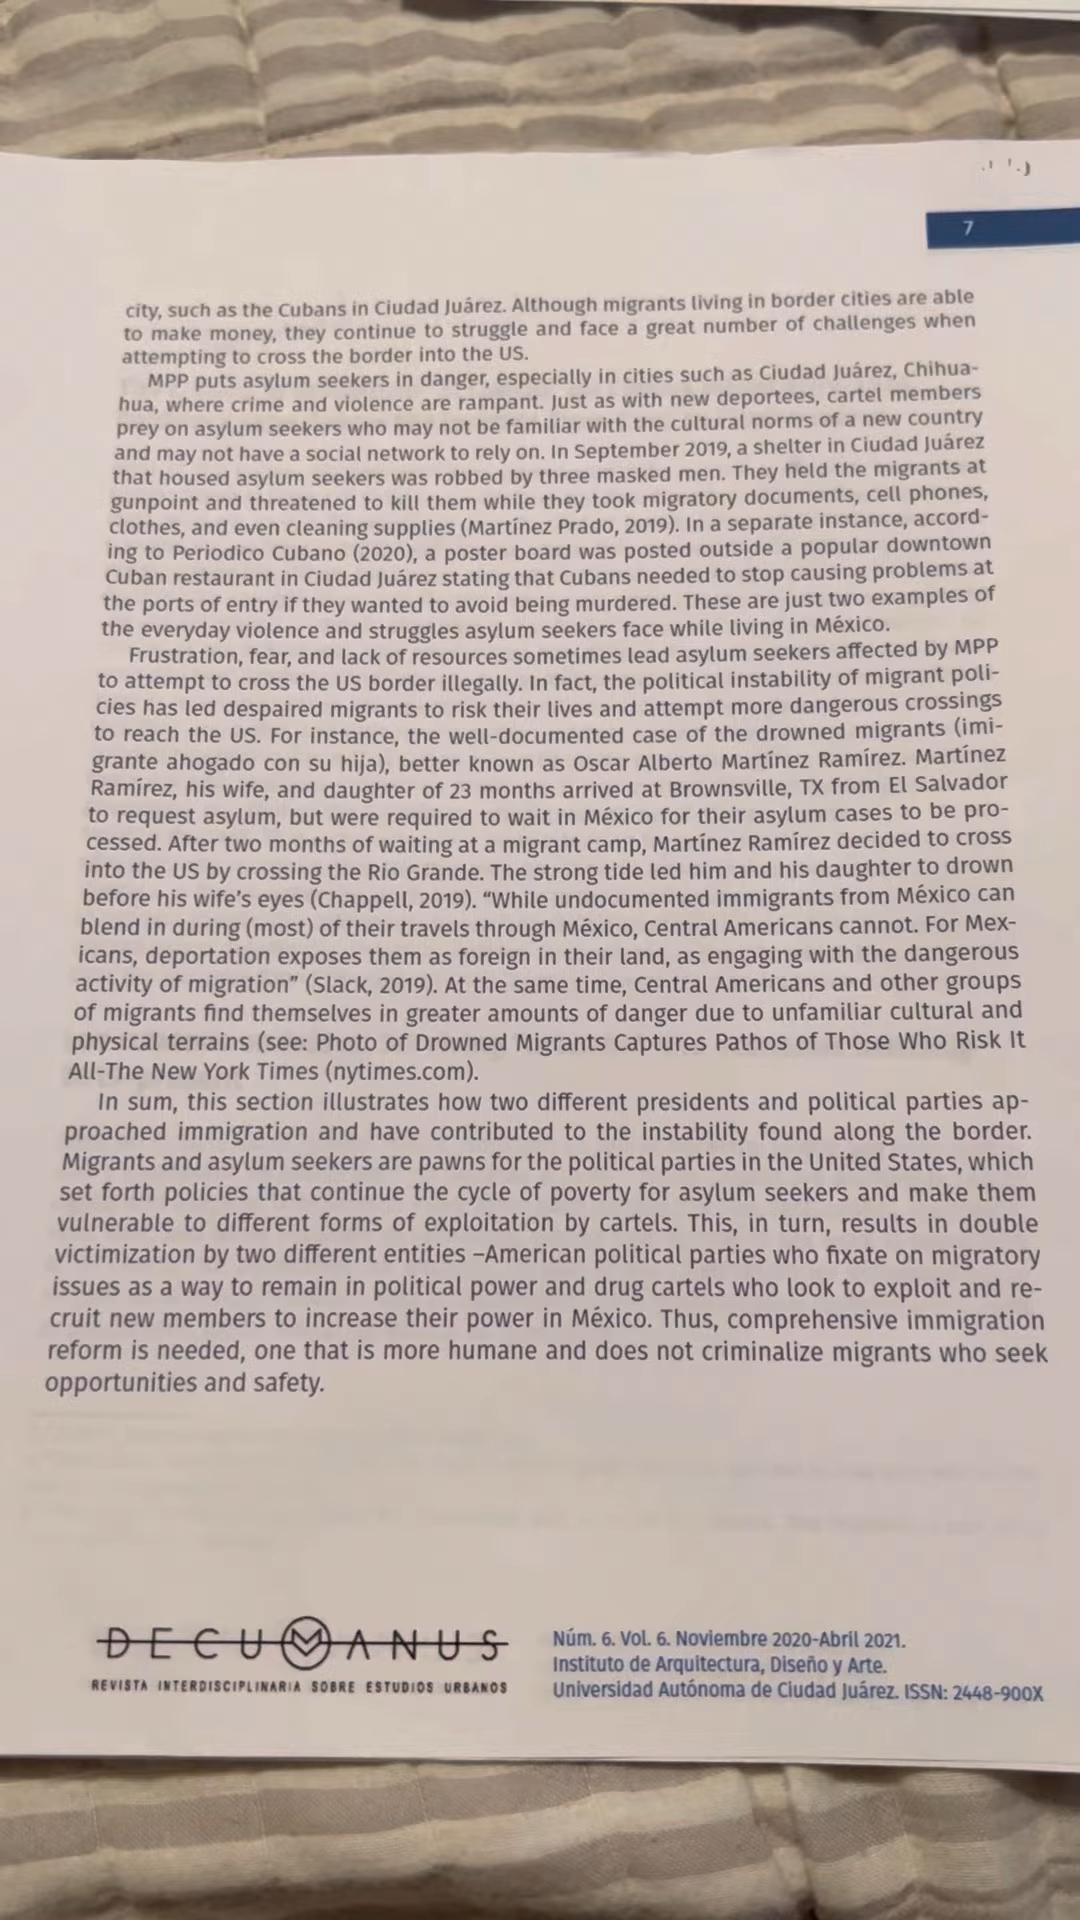 7
city, such as the Cubans in Ciudad Juárez. Although migrants living in border cities are able
to make money, they continue to struggle and face a great number of challenges when
attempting to cross the border into the US.
MPP puts asylum seekers in danger, especially in cities such as Ciudad Juárez, Chihua-
hua, where crime and violence are rampant. Just as with new deportees, cartel members
prey on asylum seekers who may not be familiar with the cultural norms of a new country
and may not have a social network to rely on. In September 2019, a shelter in Ciudad Juárez
that housed asylum seekers was robbed by three masked men. They held the migrants at
gunpoint and threatened to kill them while they took migratory documents, cell phones,
clothes, and even cleaning supplies (Martínez Prado, 2019). In a separate instance, accord-
ing to Periodico Cubano (2020), a poster board was posted outside a popular downtown
Cuban restaurant in Ciudad Juárez stating that Cubans needed to stop causing problems at
the ports of entry if they wanted to avoid being murdered. These are just two examples of
the everyday violence and struggles asylum seekers face while living in México.
Frustration, fear, and lack of resources sometimes lead asylum seekers affected by MPP
to attempt to cross the US border illegally. In fact, the political instability of migrant poli-
cies has led despaired migrants to risk their lives and attempt more dangerous crossings
to reach the US. For instance, the well-documented case of the drowned migrants (imi-
grante ahogado con su hija), better known as Oscar Alberto Martínez Ramírez. Martínez
Ramírez, his wife, and daughter of 23 months arrived at Brownsville, TX from El Salvador
to request asylum, but were required to wait in México for their asylum cases to be pro-
cessed. After two months of waiting at a migrant camp, Martínez Ramírez decided to cross
into the US by crossing the Rio Grande. The strong tide led him and his daughter to drown
before his wife's eyes (Chappell, 2019). “While undocumented immigrants from México can
blend in during (most) of their travels through México, Central Americans cannot. For Mex-
icans, deportation exposes them as foreign in their land, as engaging with the dangerous
activity of migration” (Slack, 2019). At the same time, Central Americans and other groups
of migrants find themselves in greater amounts of danger due to unfamiliar cultural and
physical terrains (see: Photo of Drowned Migrants Captures Pathos of Those Who Risk It
All-The New York Times (nytimes.com).
In sum, this section illustrates how two different presidents and political parties ap-
proached immigration and have contributed to the instability found along the border.
Migrants and asylum seekers are pawns for the political parties in the United States, which
set forth policies that continue the cycle of poverty for asylum seekers and make them
vulnerable to different forms of exploitation by cartels. This, in turn, results in double
victimization by two different entities –American political parties who fixate on migratory
issues as a way to remain in political power and drug cartels who look to exploit and re-
cruit new members to increase their power in México. Thus, comprehensive immigration
reform is needed, one that is more humane and does not criminalize migrants who seek
opportunities and safety.
DECUMANUS
REVISTA INTERDISCIPLINARIA SOBRE ESTUDIOS URBANOS
Núm. 6. Vol. 6. Noviembre 2020-Abril 2021.
Instituto de Arquitectura, Diseño y Arte.
Universidad Autónoma de Ciudad Juárez. ISSN: 2448-900X